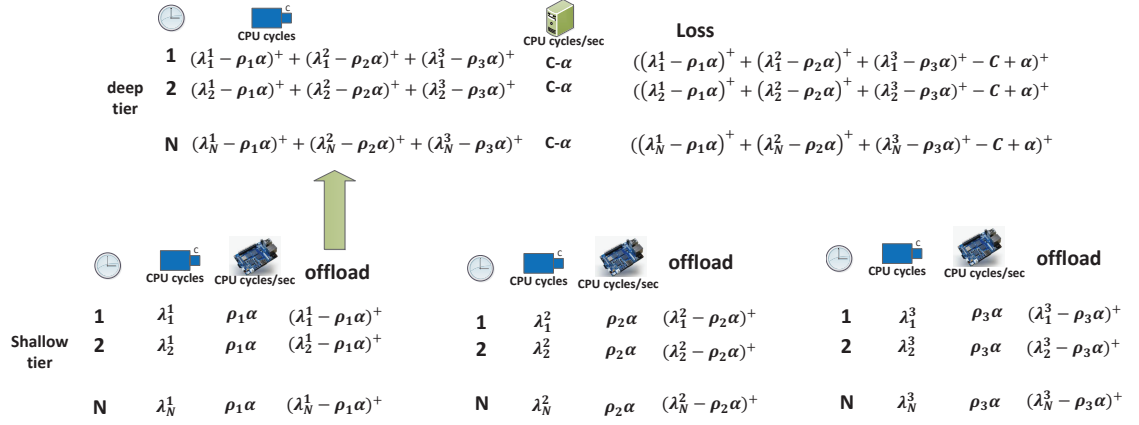 C
CPU cycles
CPU cycles/sec
Loss
1 (λ₁¹ − ρ₁α)⁺ + (λ₁² − ρ₂α)⁺ + (λ₁³ − ρ₃α)⁺ C-α ((λ₁¹ − ρ₁α)⁺ + (λ₁² − ρ₂α)⁺ + (λ₁³ − ρ₃α)⁺ − C + α)⁺
deep tier
2 (λ₂¹ − ρ₁α)⁺ + (λ₂² − ρ₂α)⁺ + (λ₂³ − ρ₃α)⁺ C-α ((λ₂¹ − ρ₁α)⁺ + (λ₂² − ρ₂α)⁺ + (λ₂³ − ρ₃α)⁺ − C + α)⁺
N (λ_N¹ − ρ₁α)⁺ + (λ_N² − ρ₂α)⁺ + (λ_N³ − ρ₃α)⁺ C-α ((λ_N¹ − ρ₁α)⁺ + (λ_N² − ρ₂α)⁺ + (λ_N³ − ρ₃α)⁺ − C + α)⁺
C C C
CPU cycles CPU cycles/sec offload CPU cycles CPU cycles/sec offload CPU cycles CPU cycles/sec offload
1 λ₁¹ ρ₁α (λ₁¹ − ρ₁α)⁺ 1 λ₁² ρ₂α (λ₁² − ρ₂α)⁺ 1 λ₁³ ρ₃α (λ₁³ − ρ₃α)⁺
Shallow tier
2 λ₂¹ ρ₁α (λ₂¹ − ρ₁α)⁺ 2 λ₂² ρ₂α (λ₂² − ρ₂α)⁺ 2 λ₂³ ρ₃α (λ₂³ − ρ₃α)⁺
N λ_N¹ ρ₁α (λ_N¹ − ρ₁α)⁺ N λ_N² ρ₂α (λ_N² − ρ₂α)⁺ N λ_N³ ρ₃α (λ_N³ − ρ₃α)⁺